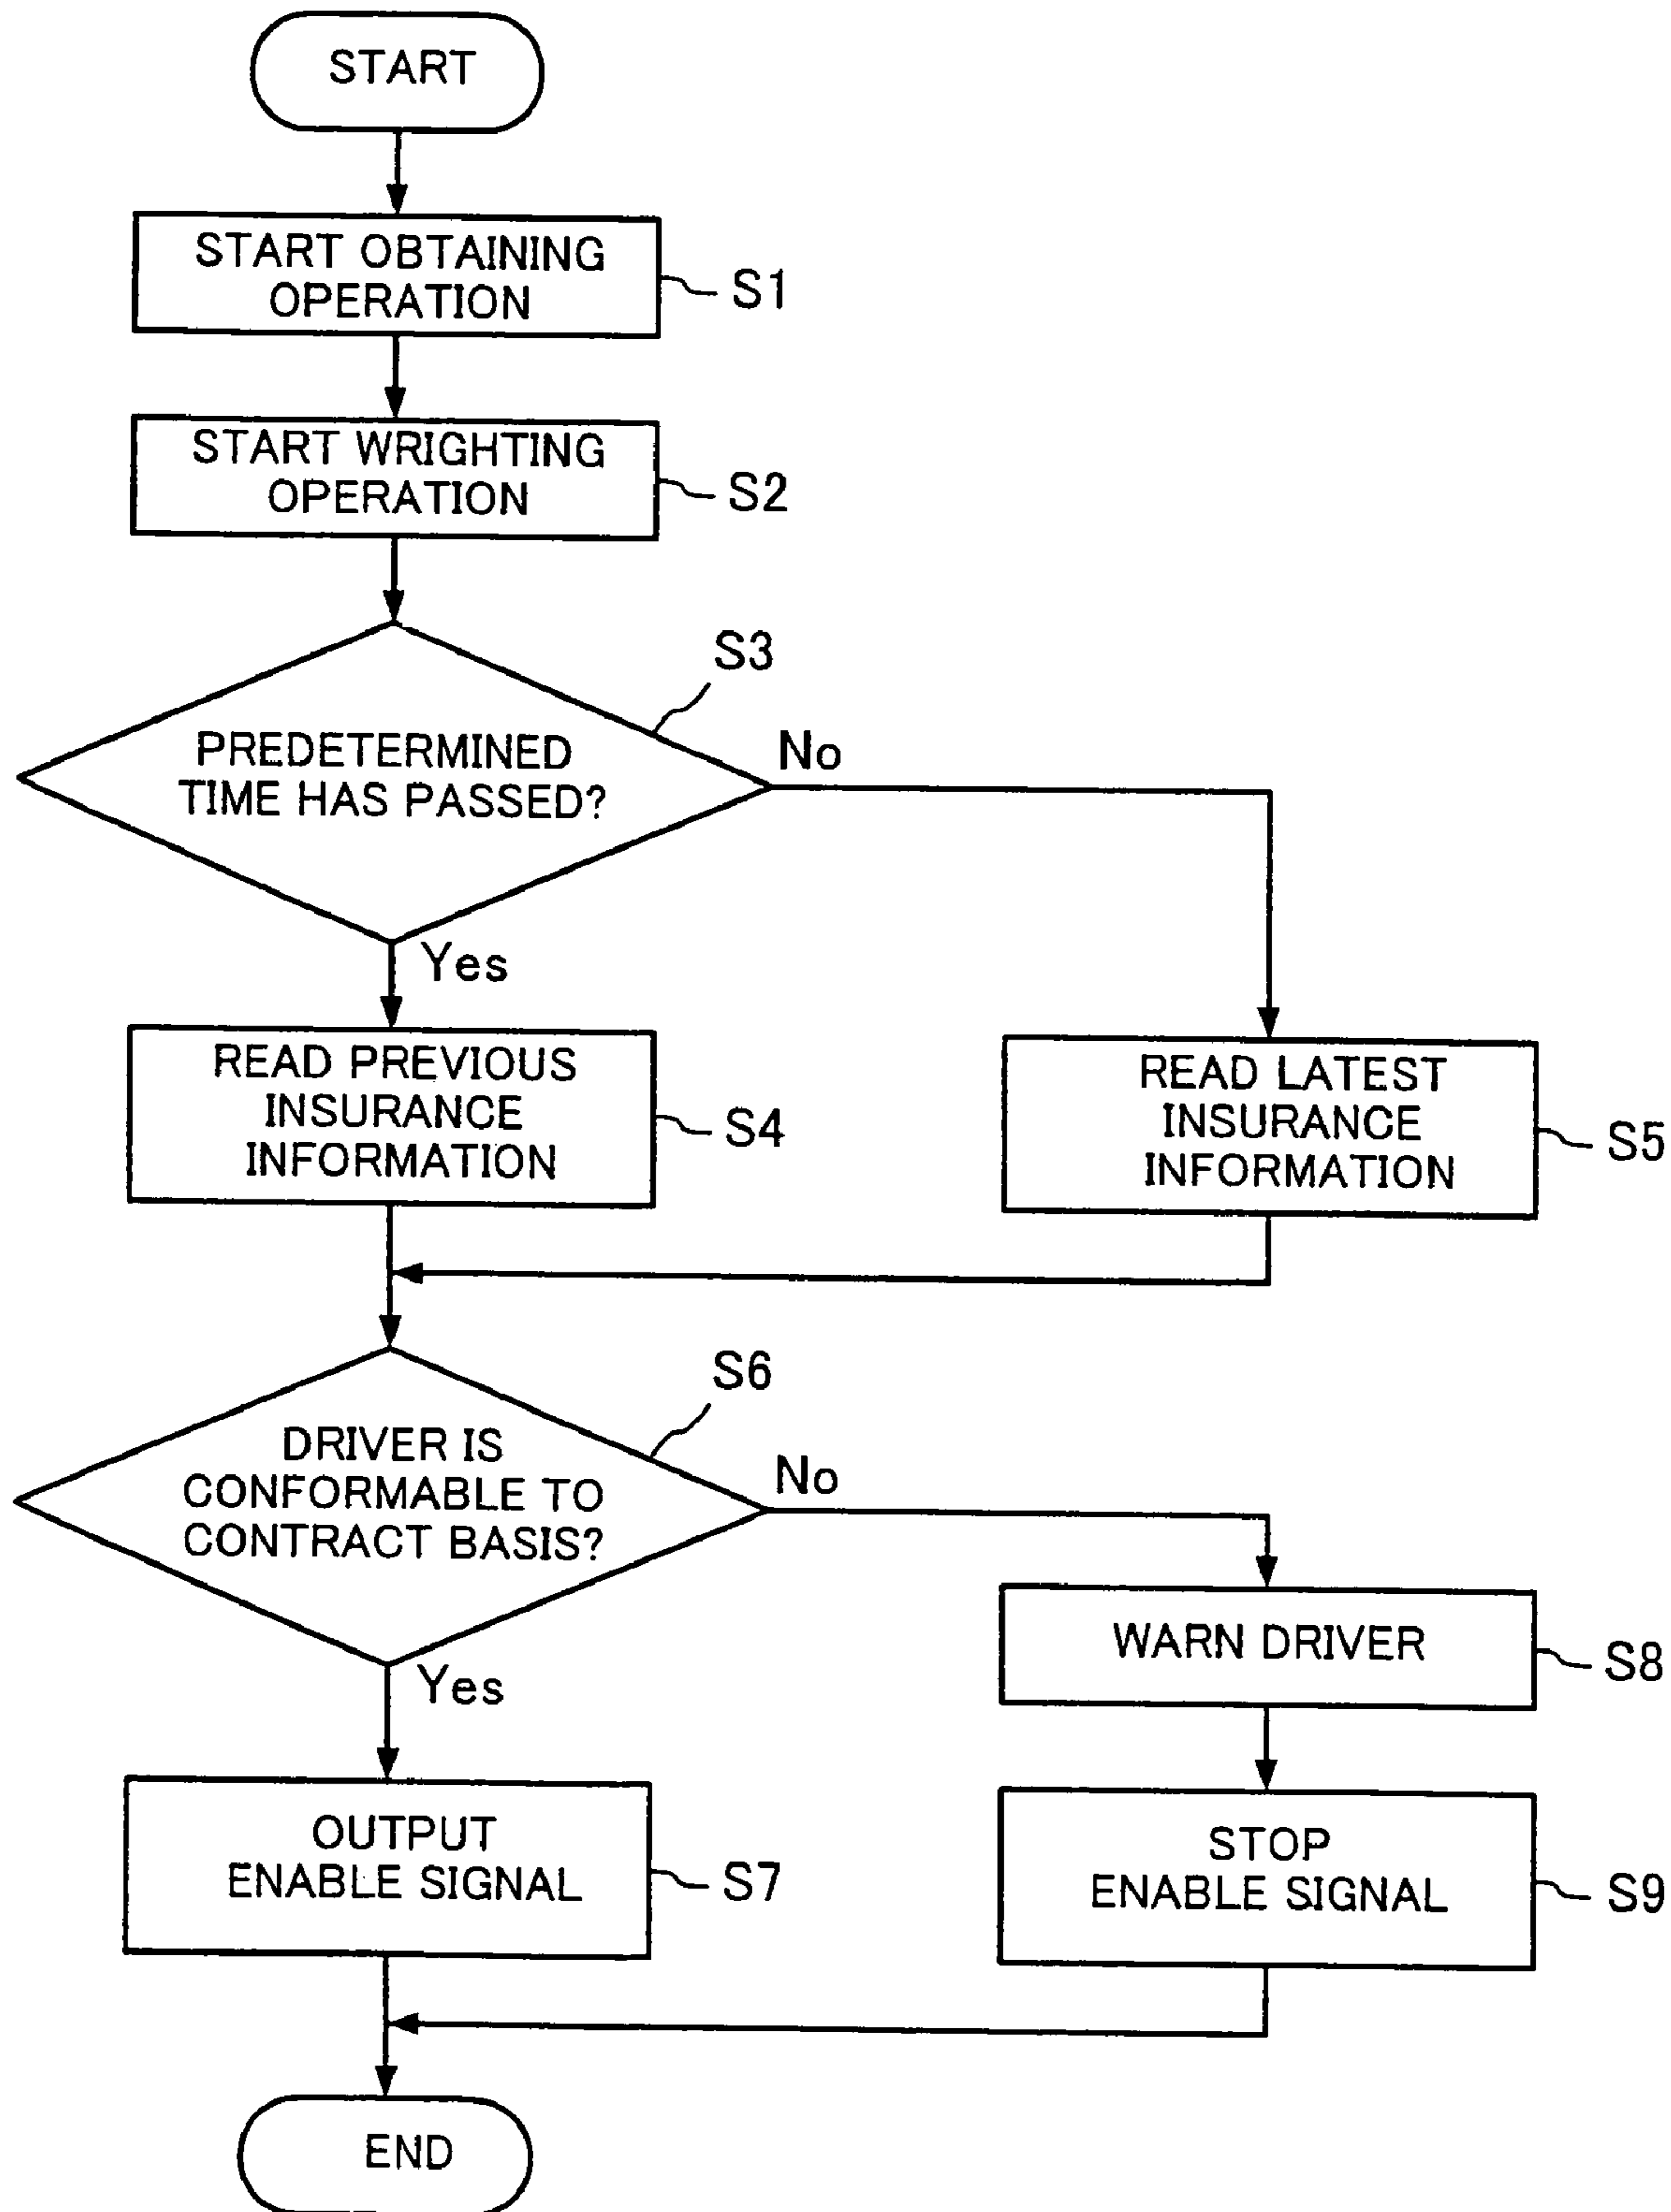 START
START OBTAINING
OPERATION
S1
START WRIGHTING
OPERATION
S2
S3
PREDETERMINED
TIME HAS PASSED?
No
Yes
READ PREVIOUS
INSURANCE
INFORMATION
S4
READ LATEST
INSURANCE
INFORMATION
S5
S6
DRIVER IS
CONFORMABLE TO
CONTRACT BASIS?
No
Yes
WARN DRIVER
S8
OUTPUT
ENABLE SIGNAL
S7
STOP
ENABLE SIGNAL
S9
END